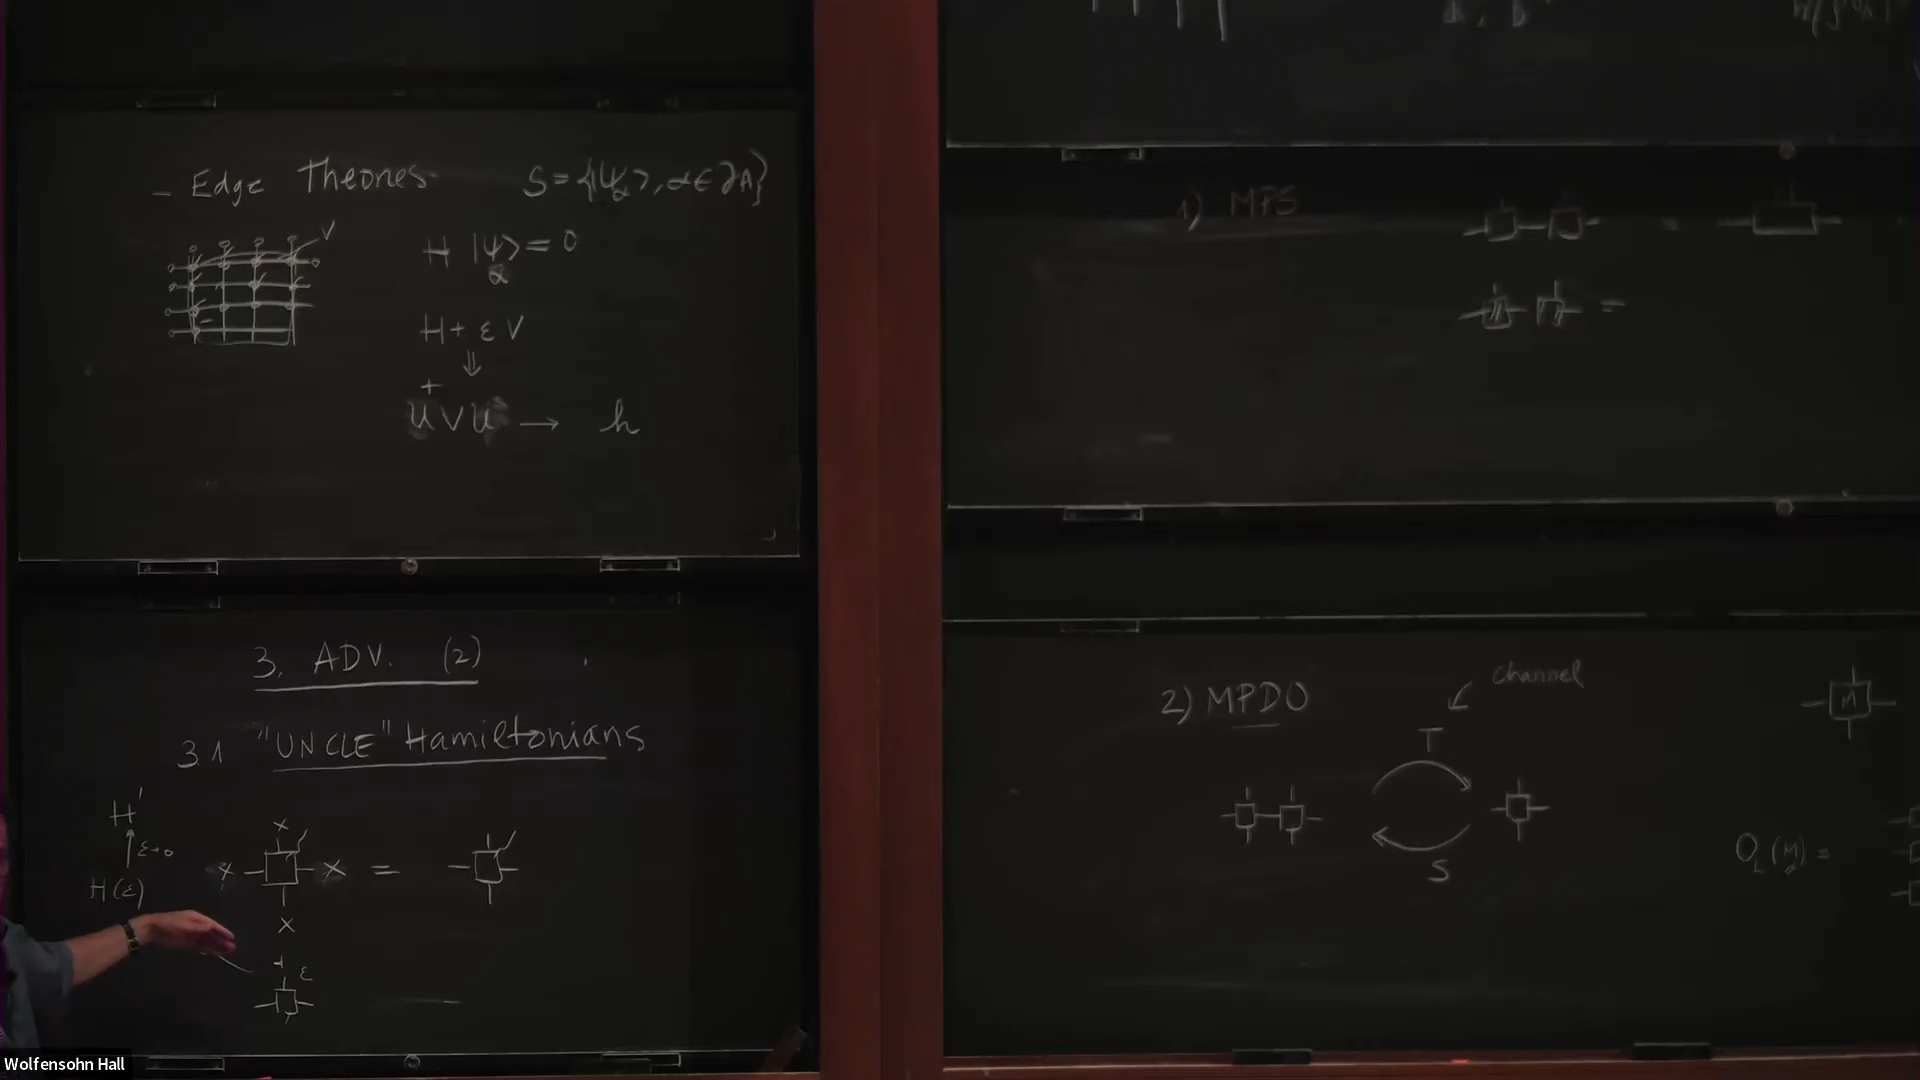 - Edge Theories
S = {|ψ_α>, α ∈ ∂A}
V
H |ψ_α> = 0
H + ε V
⇓
U† V U → h
3. ADV. (2)
3.1 "UNCLE" Hamiltonians
H'
↑ ε→0
H(ε)
X
X X =
X
+ ε
1) MPS
=
=
2) MPDO
channel
T
S
M
O_L(M) =
Wolfensohn Hall